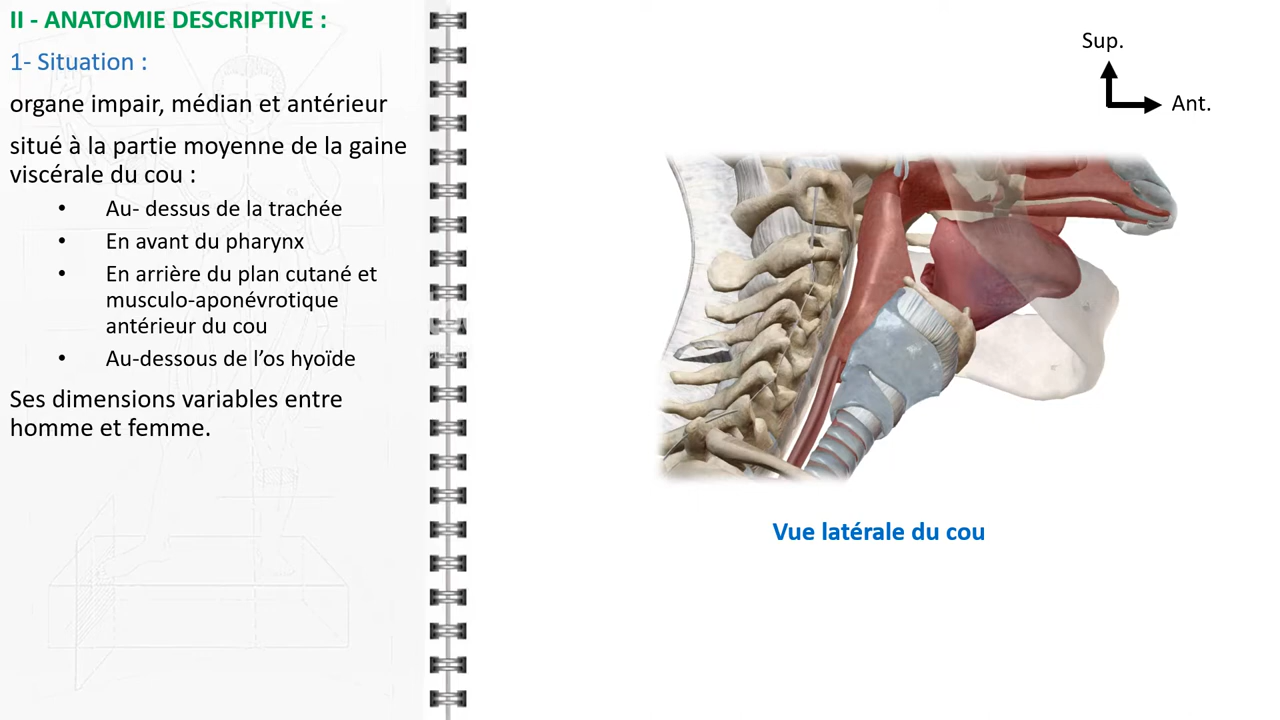 II - ANATOMIE DESCRIPTIVE :
1- Situation :
organe impair, médian et antérieur
situé à la partie moyenne de la gaine
viscérale du cou :
• Au- dessus de la trachée
• En avant du pharynx
• En arrière du plan cutané et
musculo-aponévrotique
antérieur du cou
• Au-dessous de l’os hyoïde
Ses dimensions variables entre
homme et femme.
Sup.
Ant.
Vue latérale du cou